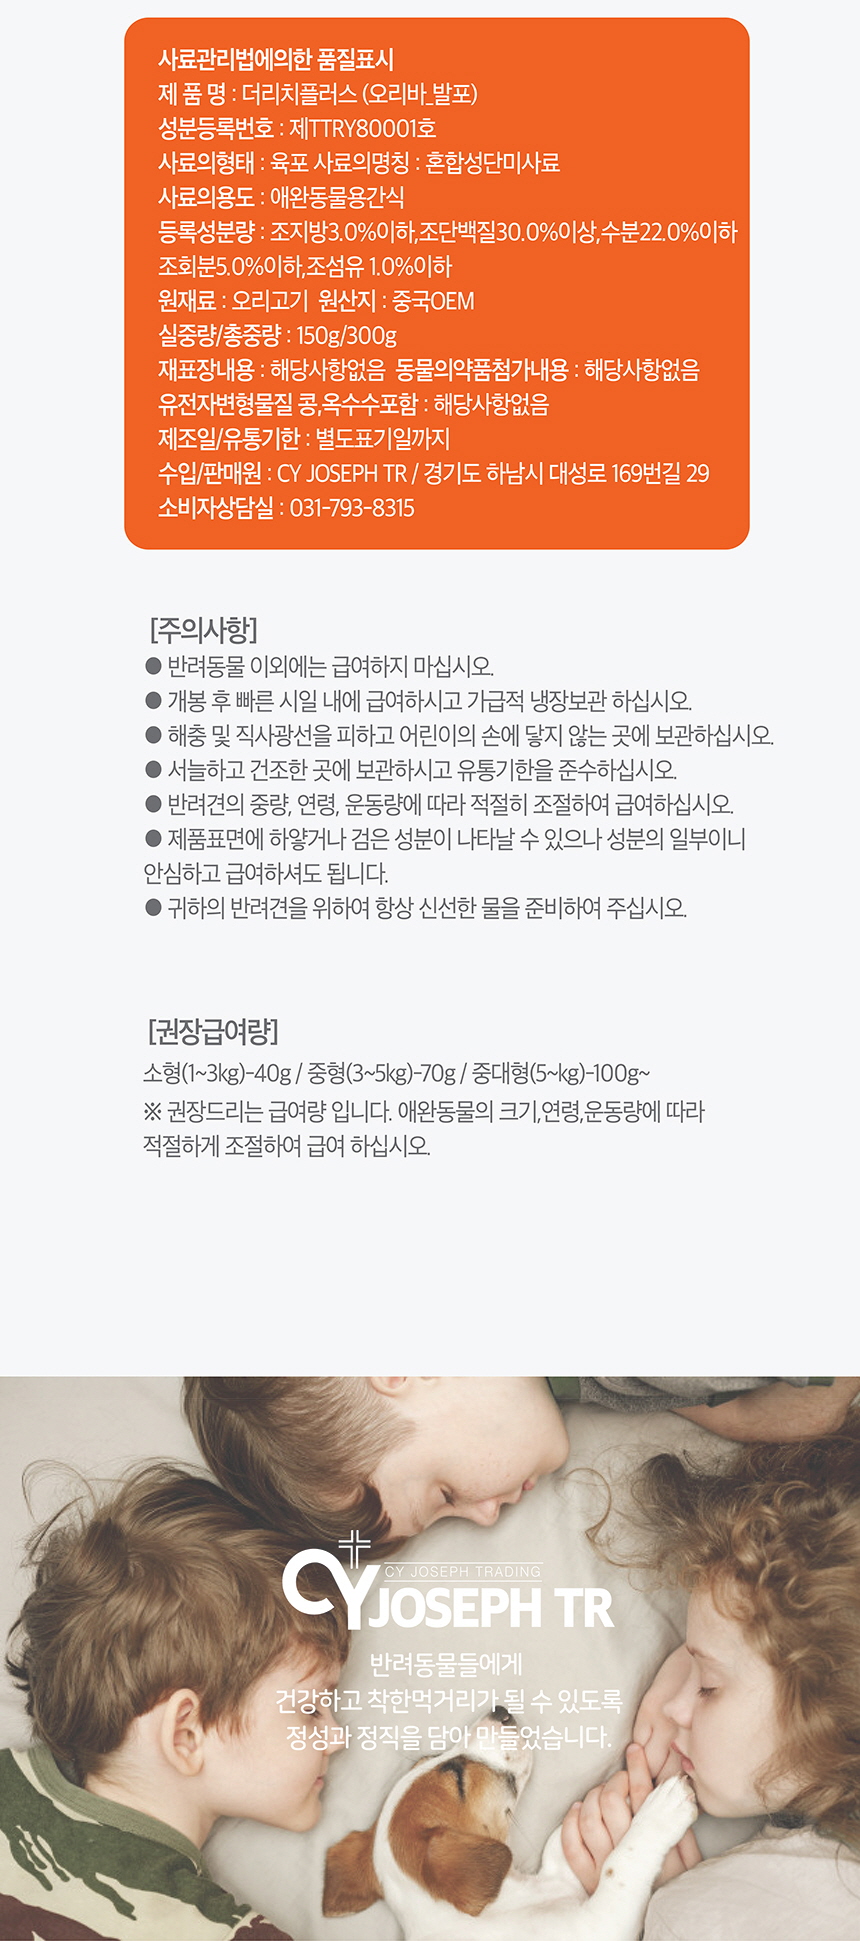 사료관리법에의한 품질표시
제 품 명 : 더리치플러스 (오리바_발포)
성분등록번호 : 제TTRY80001호
사료의형태 : 육포 사료의명칭 : 혼합성단미사료
사료의용도 : 애완동물용간식
등록성분량 : 조지방3.0%이하,조단백질30.0%이상,수분22.0%이하
조회분5.0%이하,조섬유 1.0%이하
원재료 : 오리고기 원산지 : 중국OEM
실중량/총중량 : 150g/300g
재표장내용 : 해당사항없음 동물의약품첨가내용 : 해당사항없음
유전자변형물질 콩,옥수수포함 : 해당사항없음
제조일/유통기한 : 별도표기일까지
수입/판매원 : CY JOSEPH TR / 경기도 하남시 대성로 169번길 29
소비자상담실 : 031-793-8315
[주의사항]
● 반려동물 이외에는 급여하지 마십시오.
● 개봉 후 빠른 시일 내에 급여하시고 가급적 냉장보관 하십시오.
● 해충 및 직사광선을 피하고 어린이의 손에 닿지 않는 곳에 보관하십시오.
● 서늘하고 건조한 곳에 보관하시고 유통기한을 준수하십시오.
● 반려견의 중량, 연령, 운동량에 따라 적절히 조절하여 급여하십시오.
● 제품표면에 하얗거나 검은 성분이 나타날 수 있으나 성분의 일부이니
안심하고 급여하셔도 됩니다.
● 귀하의 반려견을 위하여 항상 신선한 물을 준비하여 주십시오.
[권장급여량]
소형(1~3kg)-40g / 중형(3~5kg)-70g / 중대형(5~kg)-100g~
※ 권장드리는 급여량 입니다. 애완동물의 크기,연령,운동량에 따라
적절하게 조절하여 급여 하십시오.
CY JOSEPH TRADING
CY JOSEPH TR
반려동물들에게
건강하고 착한먹거리가 될 수 있도록
정성과 정직을 담아 만들었습니다.